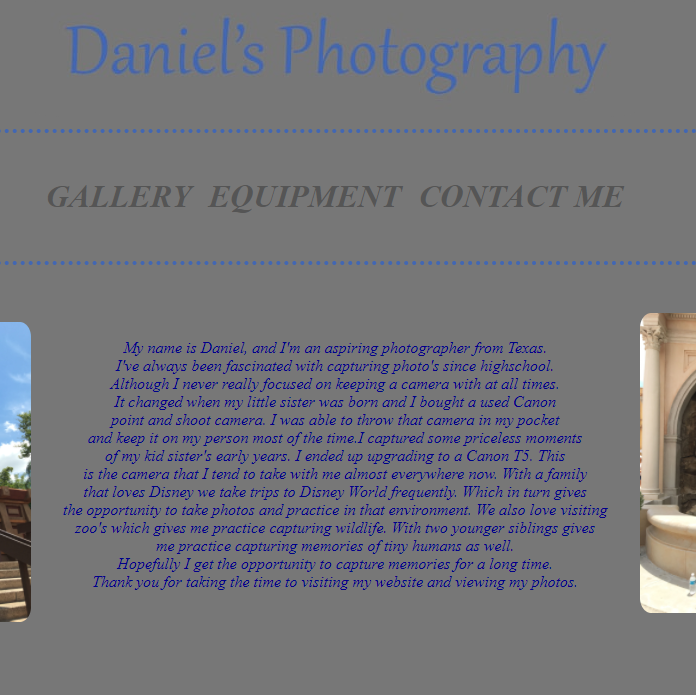 Daniel's Photography
GALLERY EQUIPMENT CONTACT ME
My name is Daniel, and I'm an aspiring photographer from Texas.
I've always been fascinated with capturing photo's since highschool.
Although I never really focused on keeping a camera with at all times.
It changed when my little sister was born and I bought a used Canon
point and shoot camera. I was able to throw that camera in my pocket
and keep it on my person most of the time.I captured some priceless moments
of my kid sister's early years. I ended up upgrading to a Canon T5. This
is the camera that I tend to take with me almost everywhere now. With a family
that loves Disney we take trips to Disney World frequently. Which in turn gives
the opportunity to take photos and practice in that environment. We also love visiting
zoo's which gives me practice capturing wildlife. With two younger siblings gives
me practice capturing memories of tiny humans as well.
Hopefully I get the opportunity to capture memories for a long time.
Thank you for taking the time to visiting my website and viewing my photos.